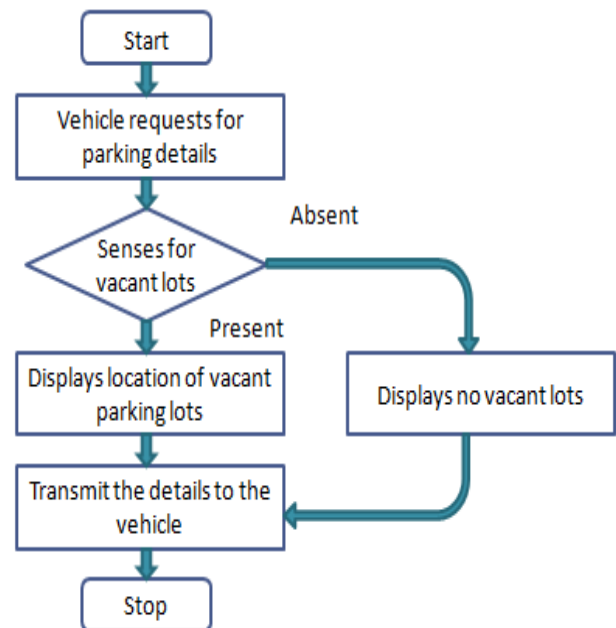 Start
Vehicle requests for
parking details
Absent
Senses for
vacant lots
Present
Displays location of vacant
parking lots
Displays no vacant lots
Transmit the details to the
vehicle
Stop